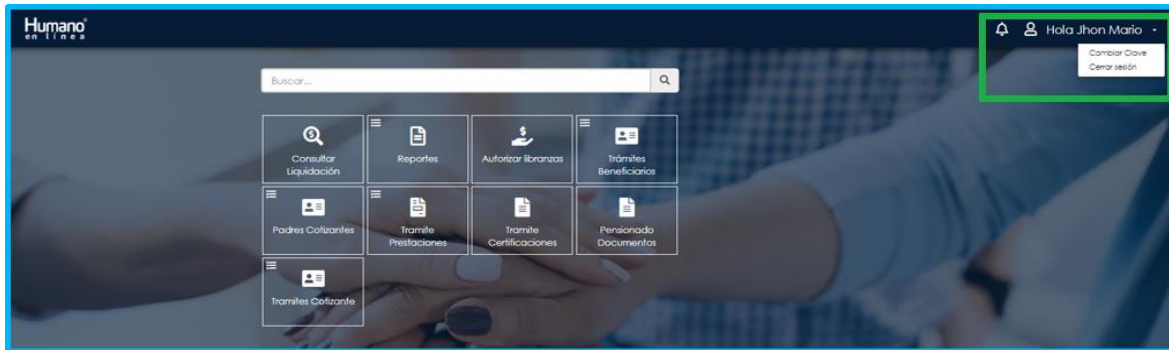 Humano
en línea
Hola Jhon Mario
Cambiar Clave
Cerrar sesión
Buscar...
Consultar
Liquidación
Reportes
Autorizar libranzas
Trámites
Beneficiarios
Padres Cotizantes
Tramite
Prestaciones
Tramite
Certificaciones
Pensionado
Documentos
Tramites Cotizante